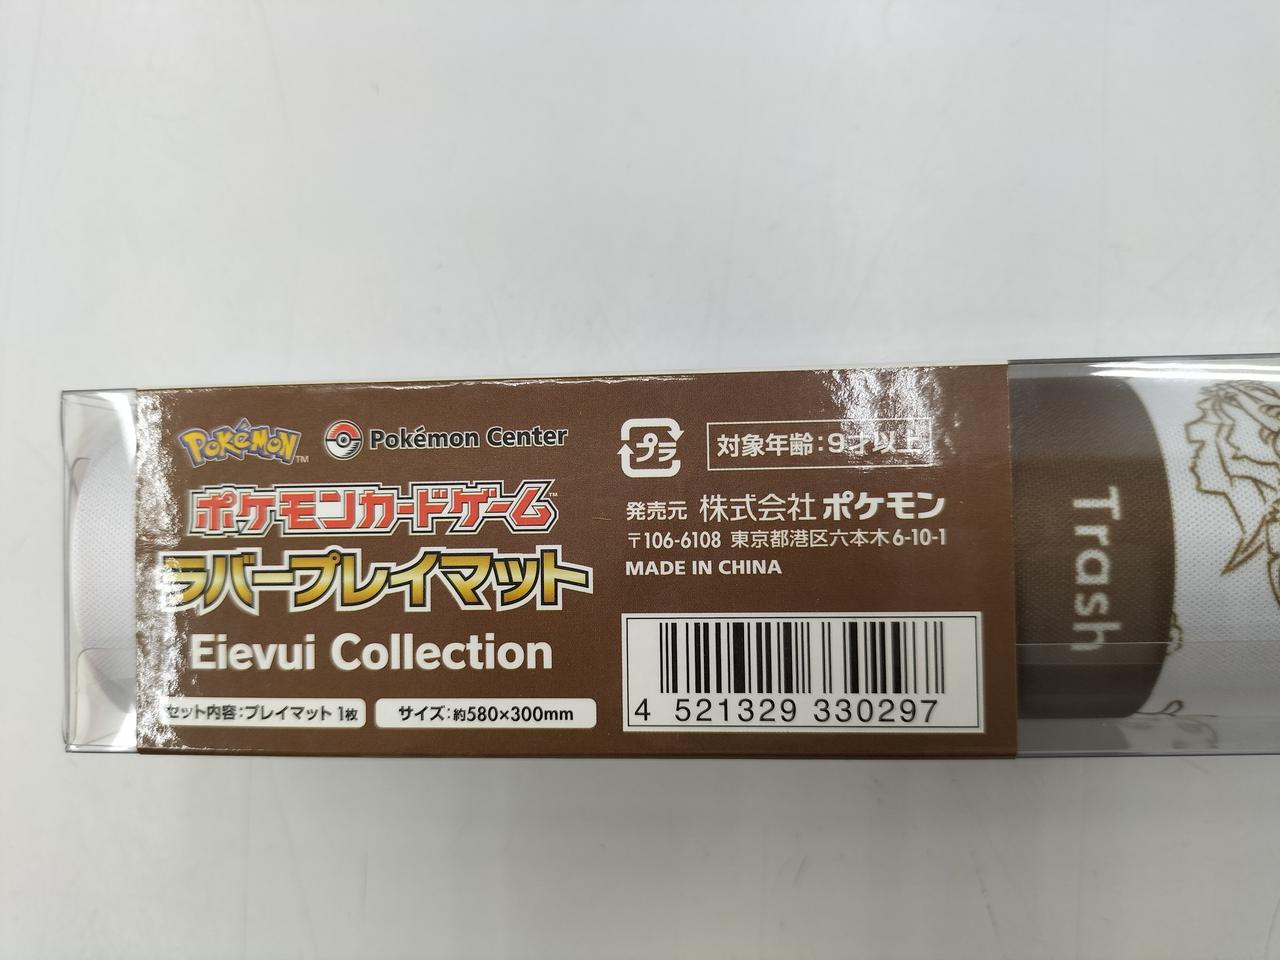 POKÉMON™
Pokémon Center
ポケモンカードゲーム™
ラバープレイマット
Eievui Collection
セット内容:プレイマット 1枚
サイズ:約580×300mm
プラ
対象年齢:9才以上
発売元 株式会社 ポケモン
〒106-6108 東京都港区六本木6-10-1
MADE IN CHINA
4 521329 330297
Trash